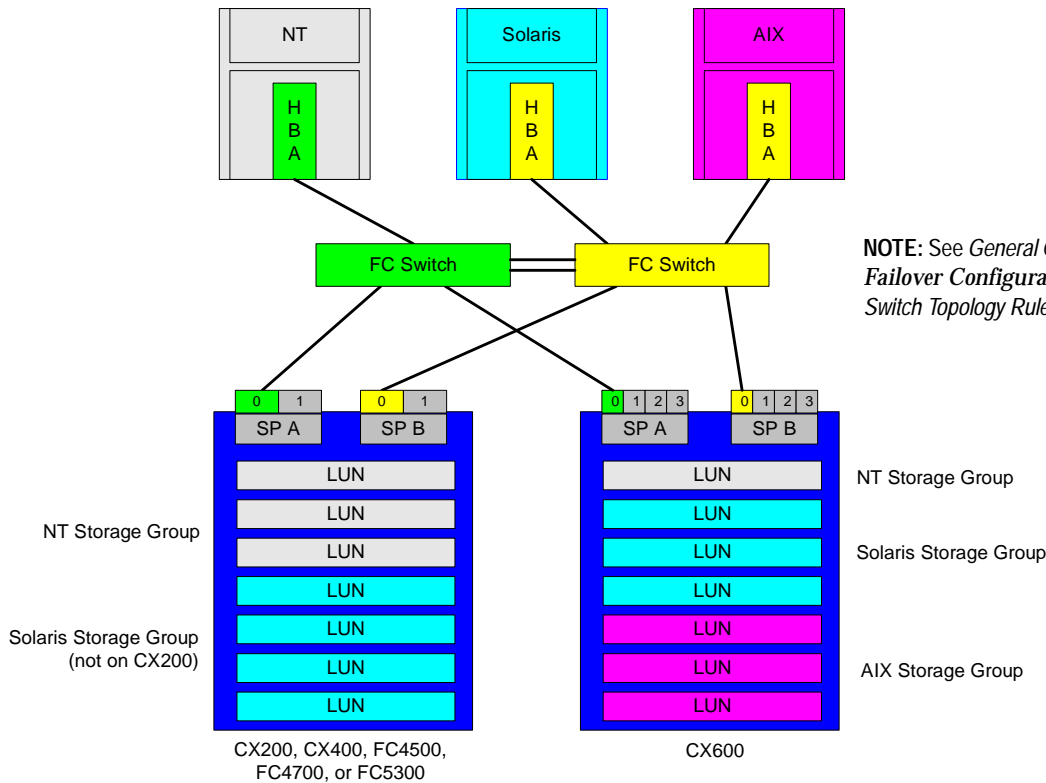 NT
Solaris
AIX
H
B
A
H
B
A
H
B
A
FC Switch
FC Switch
NOTE: See General
Failover Configura
Switch Topology Rule
0 1
0 1
0 1 2 3
0 1 2 3
SP A
SP B
SP A
SP B
LUN
LUN
LUN
LUN
LUN
LUN
LUN
NT Storage Group
Solaris Storage Group
(not on CX200)
LUN
LUN
LUN
LUN
LUN
LUN
LUN
NT Storage Group
Solaris Storage Group
AIX Storage Group
CX200, CX400, FC4500,
FC4700, or FC5300
CX600